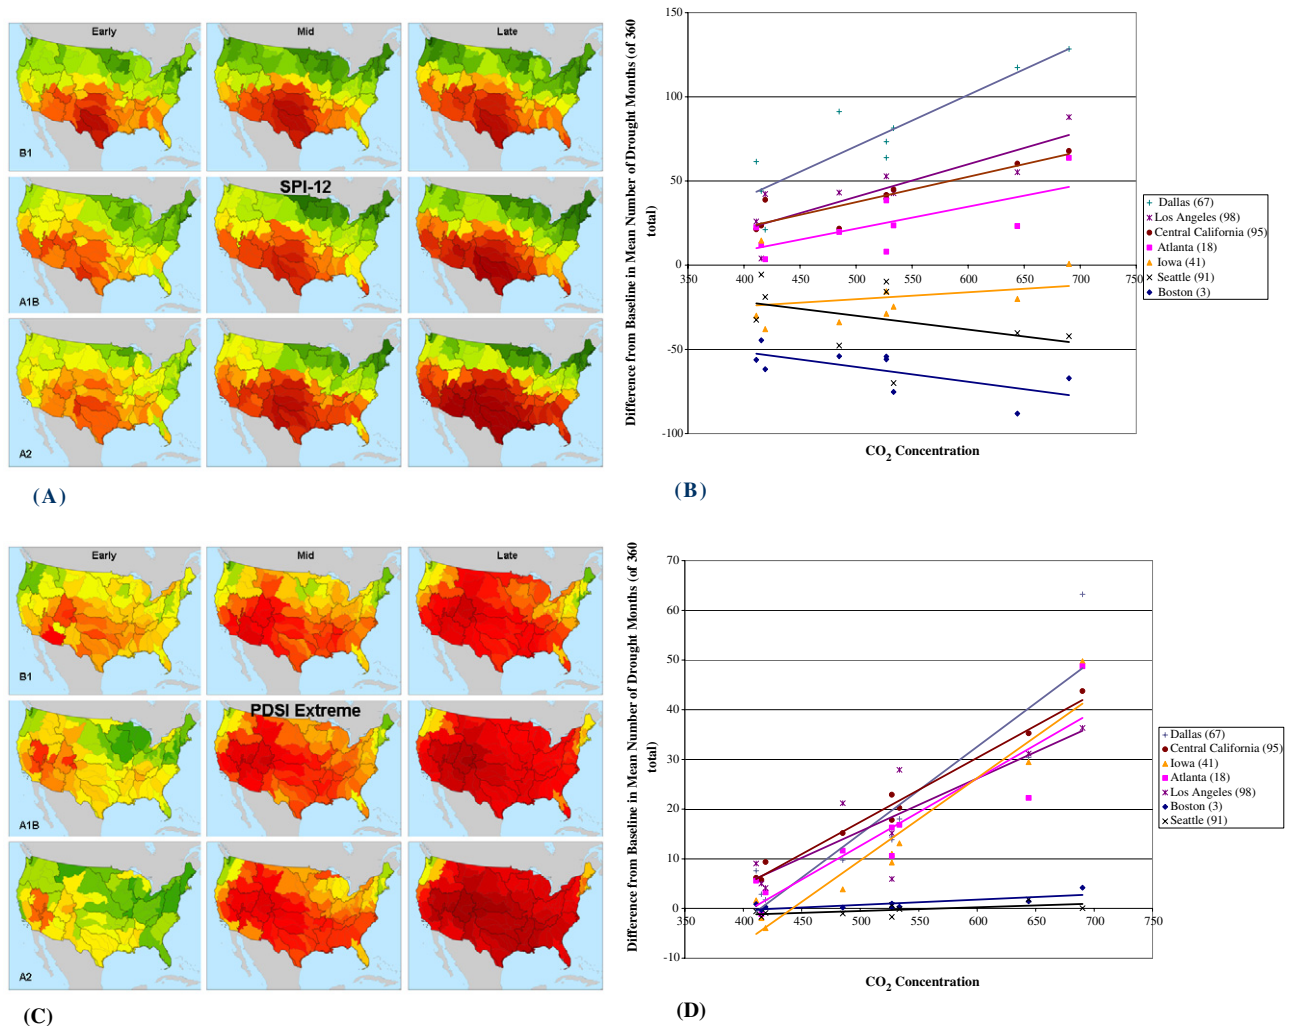 Early Mid Late
B1
SPI-12
A1B
A2
(A)
Difference from Baseline in Mean Number of Drought Months (of 360
total)
150
100
50
0
-50
-100
350 400 450 500 550 600 650 700 750
CO2 Concentration
Dallas (67)
Los Angeles (98)
Central California (95)
Atlanta (18)
Iowa (41)
Seattle (91)
Boston (3)
(B)
Early Mid Late
B1
PDSI Extreme
A1B
A2
(C)
Difference from Baseline in Mean Number of Drought Months (of 360
total)
70
60
50
40
30
20
10
0
-10
350 400 450 500 550 600 650 700 750
CO2 Concentration
Dallas (67)
Central California (95)
Iowa (41)
Atlanta (18)
Los Angeles (98)
Boston (3)
Seattle (91)
(D)